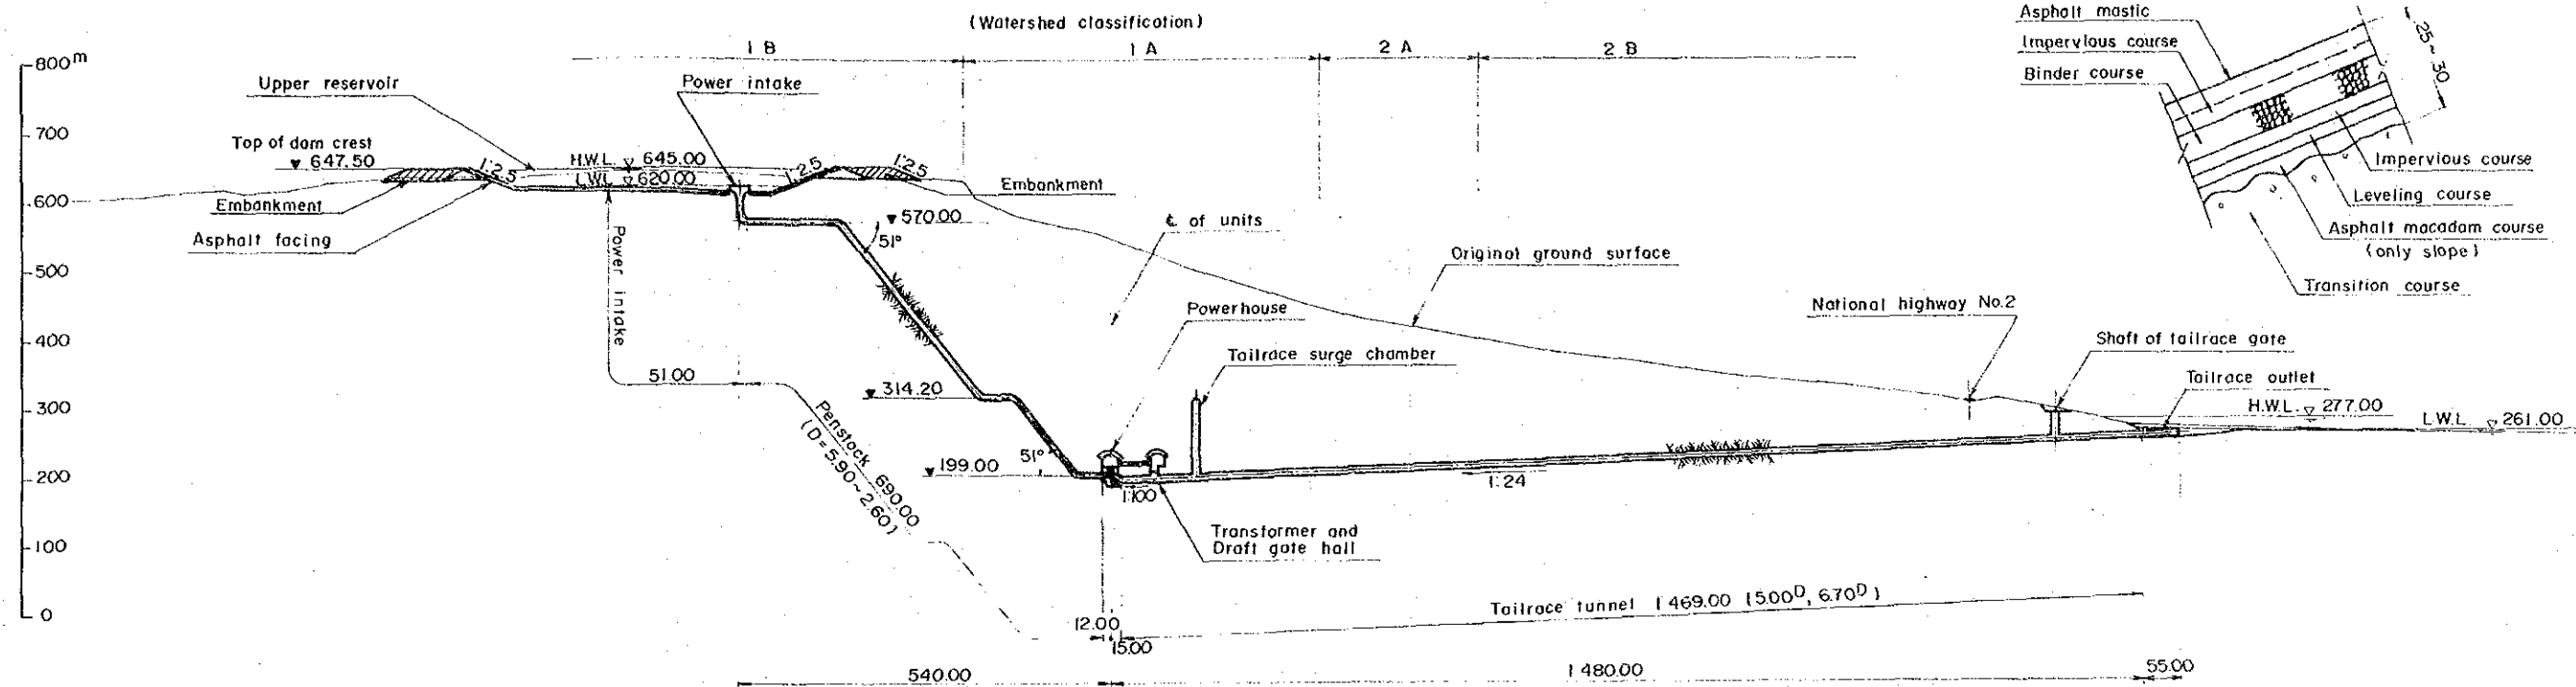 (Watershed classification)
1 B
1 A
2 A
2 B
800m
700
600
500
400
300
200
100
0
Upper reservoir
Power intake
Top of dam crest
647.50
1:2.5
H.W.L. 645.00
L.W.L. 620.00
1:2.5
1:2.5
Embankment
Embankment
Asphalt facing
570.00
51°
Power intake
51.00
℄ of units
Original ground surface
Powerhouse
Tailrace surge chamber
314.20
Penstock 690.00
(D=5.90~2.60)
51°
199.00
1:100
1:24
Transformer and
Draft gate hall
National highway No.2
Shaft of tailrace gate
Tailrace outlet
H.W.L. 277.00
L.W.L. 261.00
Tailrace tunnel 1 469.00 (5.00D, 6.70D)
12.00
15.00
540.00
1 480.00
55.00
Asphalt mastic
Impervious course
Binder course
25~30
Impervious course
Leveling course
Asphalt macadam course
(only slope)
Transition course